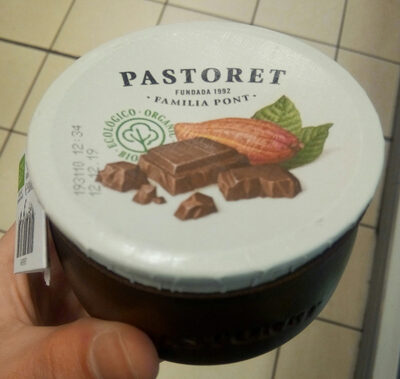 PASTORET
FUNDADA 1992
· FAMILIA PONT ·
BIO · ECOLÓGICO · ORGANIC
193110 12:34
12 12 19